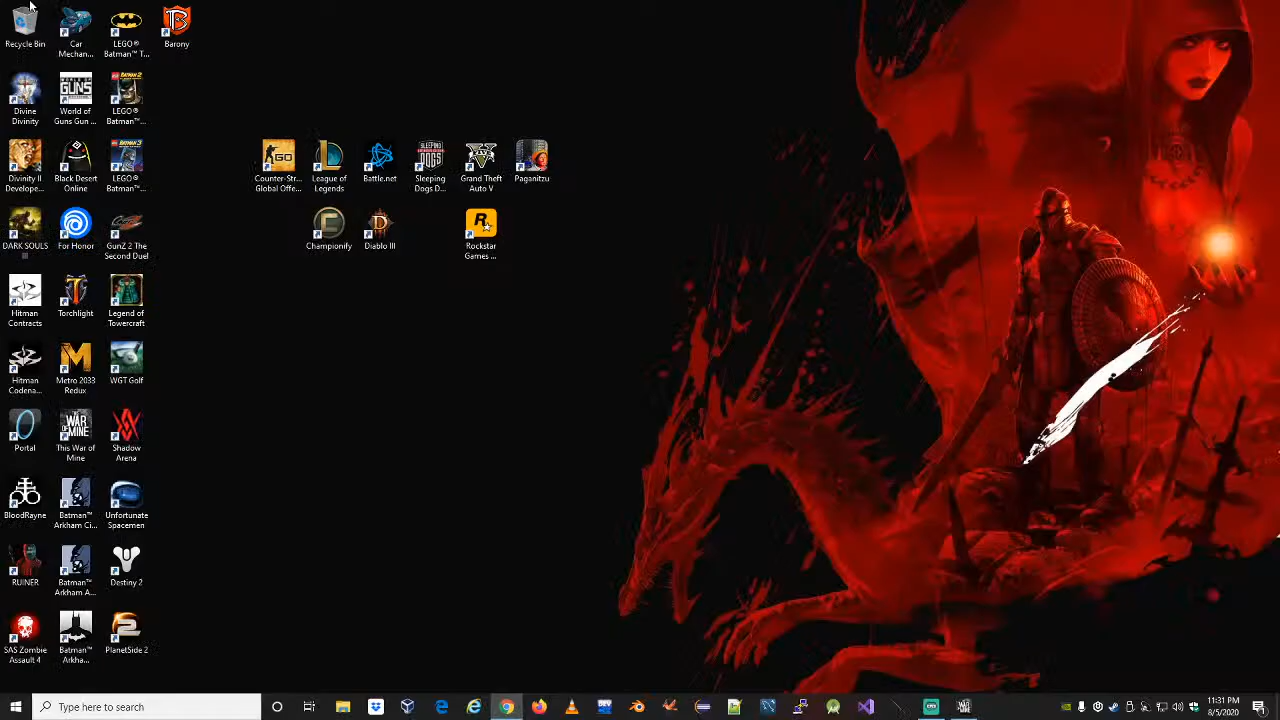 Recycle Bin
Car
Mechan...
LEGO®
Batman™ T...
Barony
Divine
Divinity
World of
Guns Gun ...
LEGO®
Batman™ ...
Divinity II
Develope...
Black Desert
Online
LEGO®
Batman™...
Counter-Str...
Global Offe...
League of
Legends
Battle.net
Sleeping
Dogs D...
Grand Theft
Auto V
Paganitzu
DARK SOULS
III
For Honor
GunZ 2 The
Second Duel
Championify
Diablo III
Rockstar
Games ...
Hitman
Contracts
Torchlight
Legend of
Towercraft
Hitman
Codena...
Metro 2033
Redux
WGT Golf
Portal
This War of
Mine
Shadow
Arena
BloodRayne
Batman™
Arkham Ci...
Unfortunate
Spacemen
RUINER
Batman™
Arkham A...
Destiny 2
SAS Zombie
Assault 4
Batman™
Arkha...
PlanetSide 2
Type here to search
11:31 PM
8/5/2020